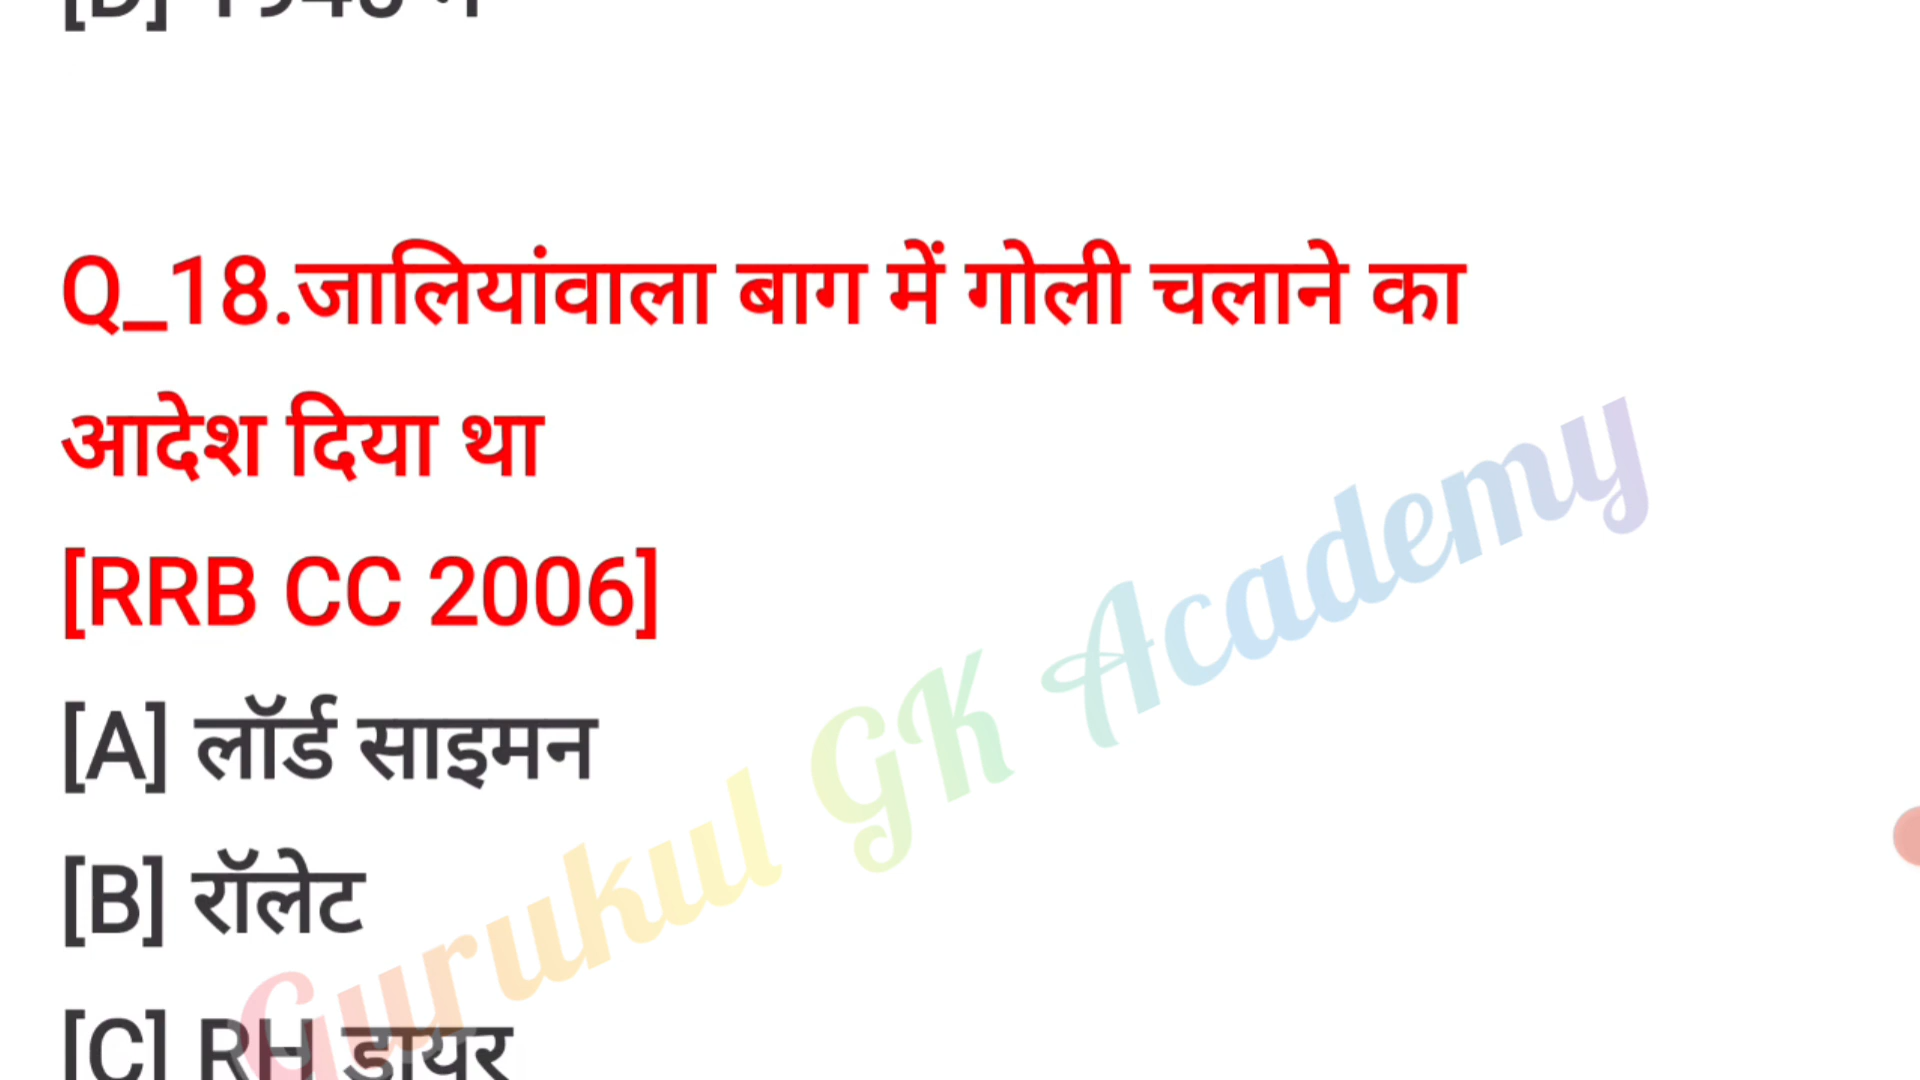 Q_18.जालियांवाला बाग में गोली चलाने का
आदेश दिया था
[RRB CC 2006]
[A] लॉर्ड साइमन
[B] रॉलेट
[C] RH डायर
Gurukul GK Academy